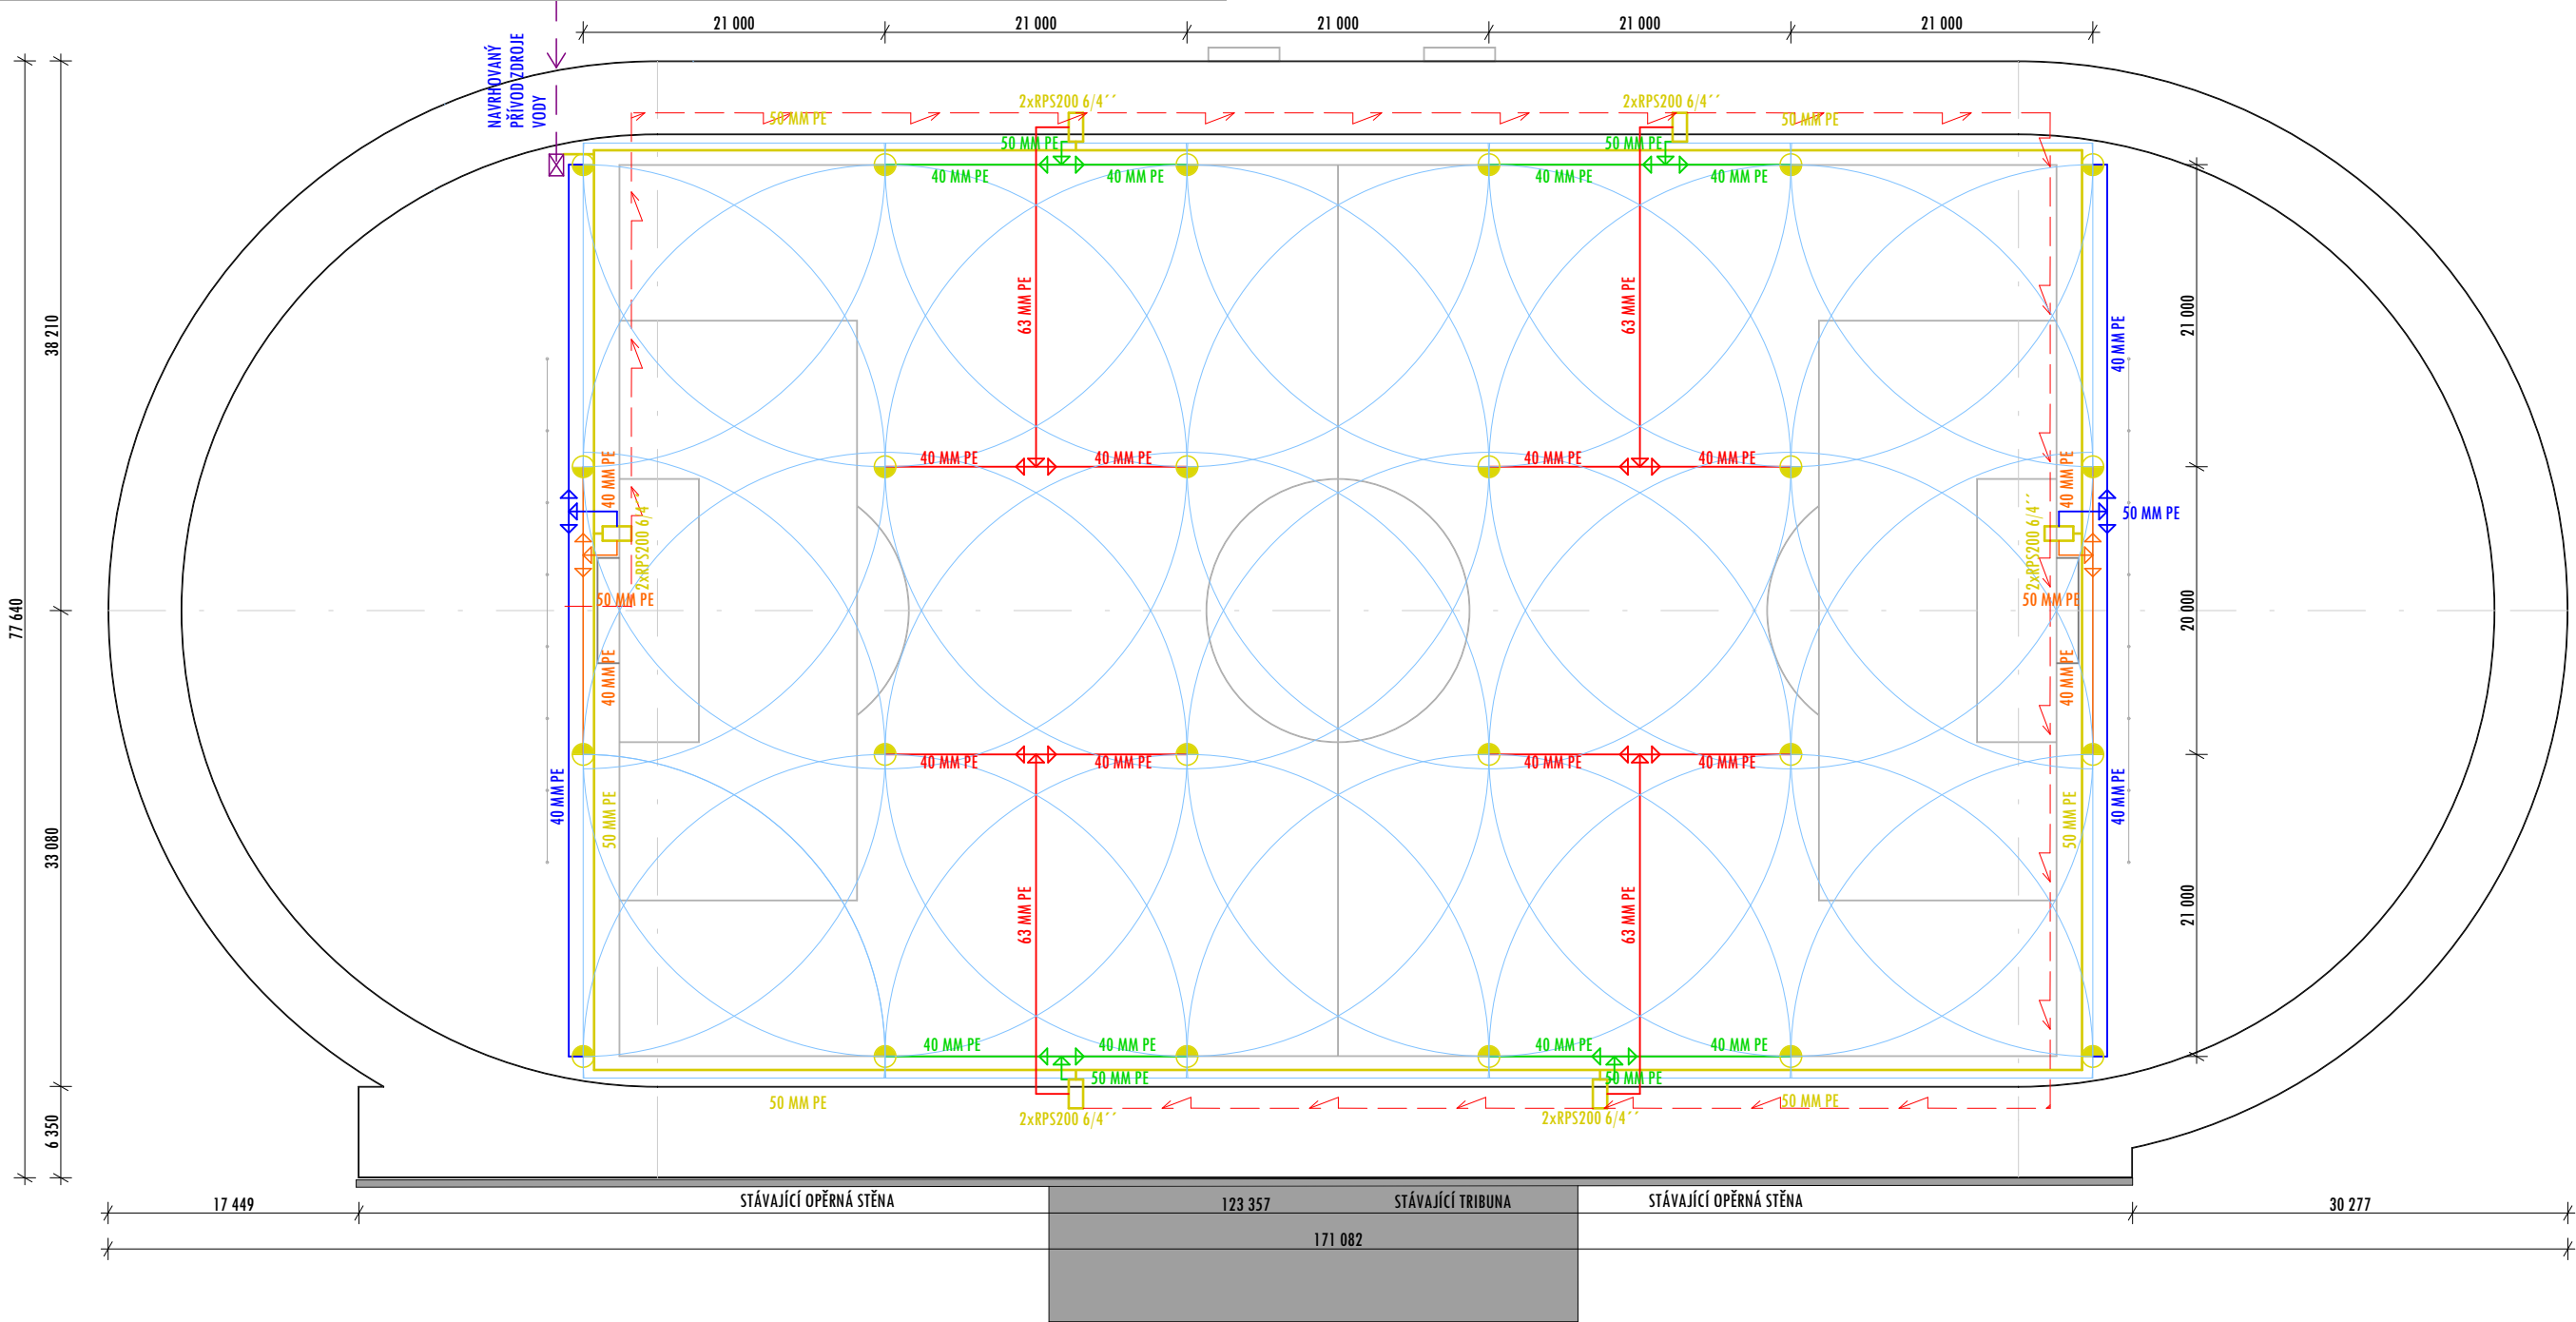 21 000
21 000
21 000
21 000
21 000
NAVRHOVANÝ
PŘÍVOD ZDROJE
VODY
50 MM PE
2xRPS200 6/4´´
2xRPS200 6/4´´
50 MM PE
50 MM PE
50 MM PE
40 MM PE
40 MM PE
40 MM PE
40 MM PE
38 210
63 MM PE
63 MM PE
21 000
40 MM PE
40 MM PE
40 MM PE
40 MM PE
40 MM PE
40 MM PE
40 MM PE
2xRPS200 6/4´´
2xRPS200 6/4´´
50 MM PE
50 MM PE
50 MM PE
77 640
20 000
40 MM PE
40 MM PE
40 MM PE
40 MM PE
40 MM PE
40 MM PE
40 MM PE
40 MM PE
50 MM PE
50 MM PE
33 080
63 MM PE
63 MM PE
21 000
40 MM PE
40 MM PE
40 MM PE
40 MM PE
50 MM PE
50 MM PE
50 MM PE
50 MM PE
2xRPS200 6/4´´
2xRPS200 6/4´´
6 350
17 449
STÁVAJÍCÍ OPĚRNÁ STĚNA
123 357
STÁVAJÍCÍ TRIBUNA
STÁVAJÍCÍ OPĚRNÁ STĚNA
30 277
171 082